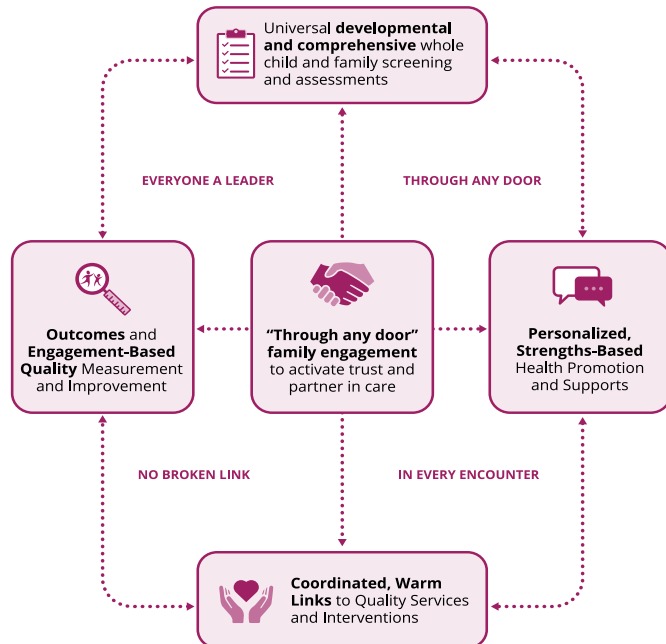 Universal developmental
and comprehensive whole
child and family screening
and assessments
EVERYONE A LEADER
THROUGH ANY DOOR
Outcomes and
Engagement-Based
Quality Measurement
and Improvement
“Through any door”
family engagement
to activate trust and
partner in care
Personalized,
Strengths-Based
Health Promotion
and Supports
NO BROKEN LINK
IN EVERY ENCOUNTER
Coordinated, Warm
Links to Quality Services
and Interventions